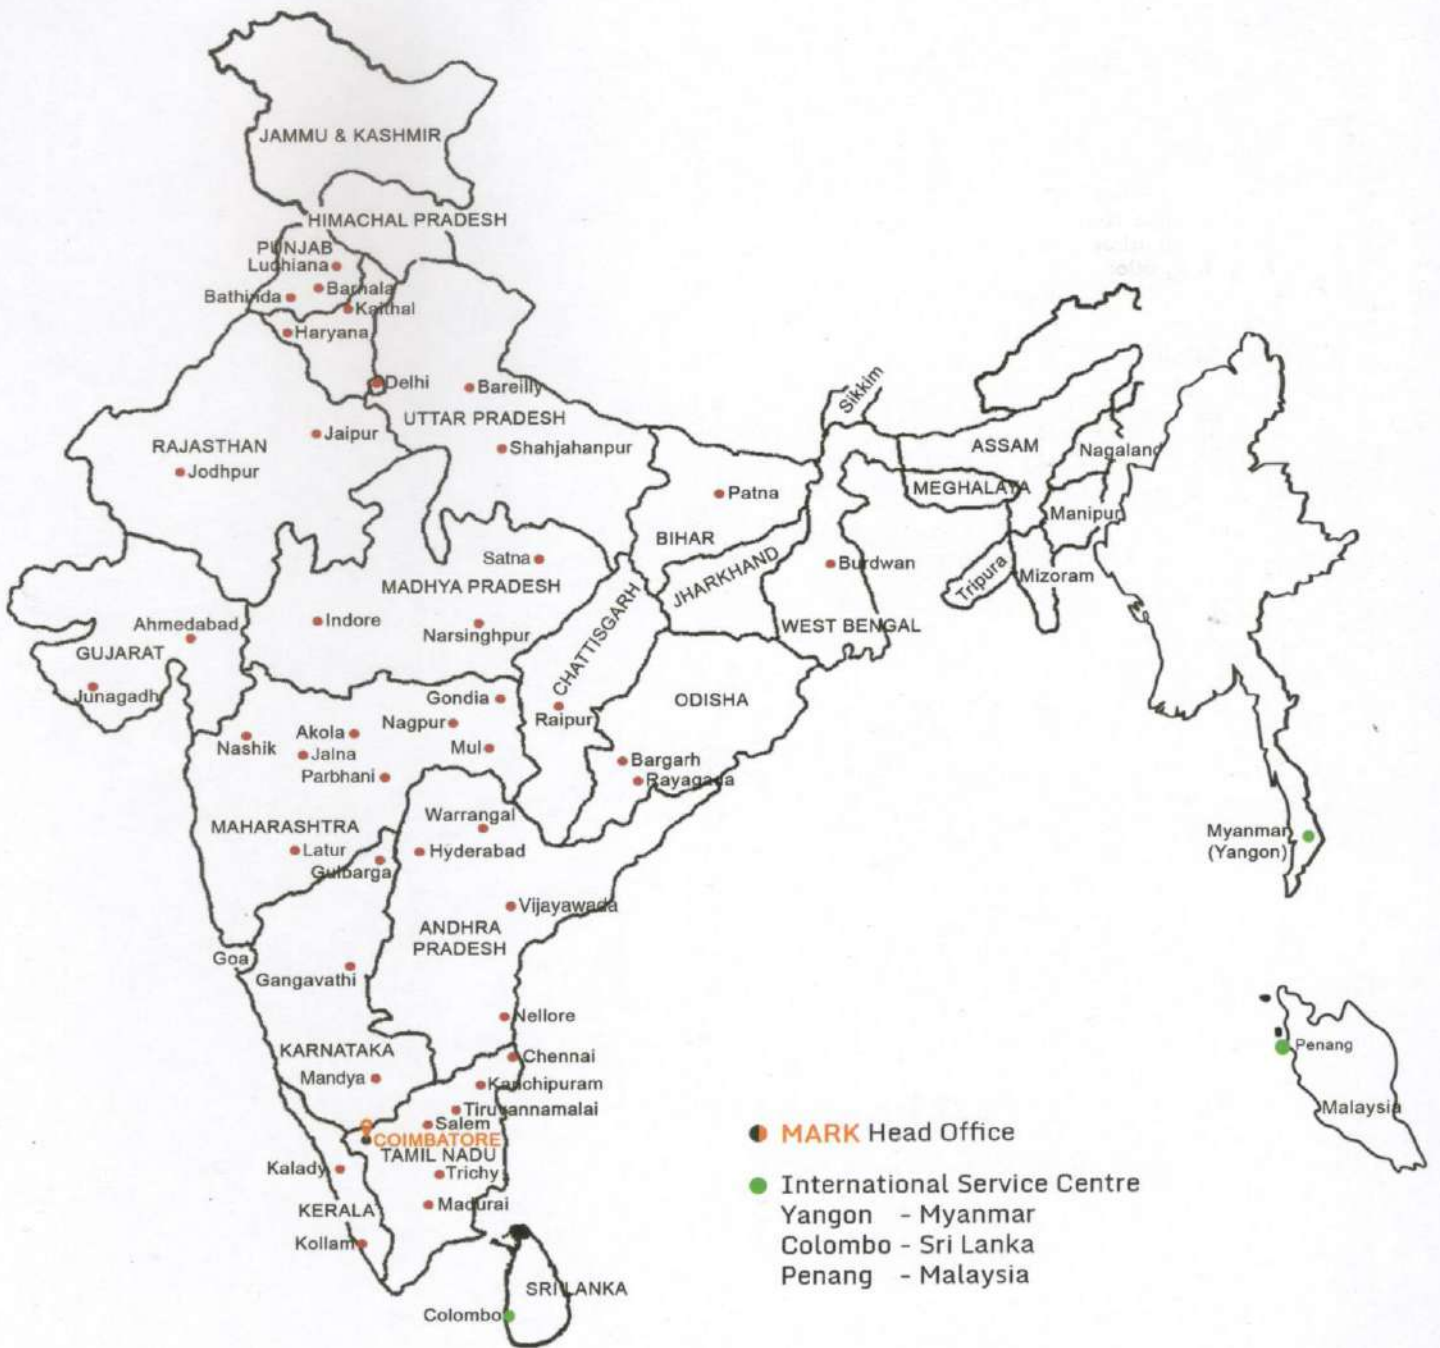 JAMMU & KASHMIR
HIMACHAL PRADESH
PUNJAB
Ludhiana
Barnala
Bathinda
Kaithal
Haryana
Delhi
Bareilly
UTTAR PRADESH
Shahjahanpur
RAJASTHAN
Jaipur
Jodhpur
Sikkim
ASSAM
Nagaland
MEGHALAYA
Manipur
Tripura
Mizoram
Patna
BIHAR
JHARKHAND
Burdwan
WEST BENGAL
Satna
MADHYA PRADESH
Indore
Narsinghpur
CHATTISGARH
Raipur
Ahmedabad
GUJARAT
Junagadh
ODISHA
Bargarh
Rayagada
Gondia
Nagpur
Akola
Nashik
Jalna
Mul
Parbhani
MAHARASHTRA
Latur
Gulbarga
Warrangal
Hyderabad
Vijayawada
ANDHRA
PRADESH
Goa
Gangavathi
Nellore
KARNATAKA
Mandya
Chennai
Kanchipuram
Tiruvannamalai
Salem
COIMBATORE
TAMIL NADU
Kalady
Trichy
KERALA
Madurai
Kollam
SRI LANKA
Colombo
Myanmar
(Yangon)
Penang
Malaysia
MARK Head Office
International Service Centre
Yangon - Myanmar
Colombo - Sri Lanka
Penang - Malaysia